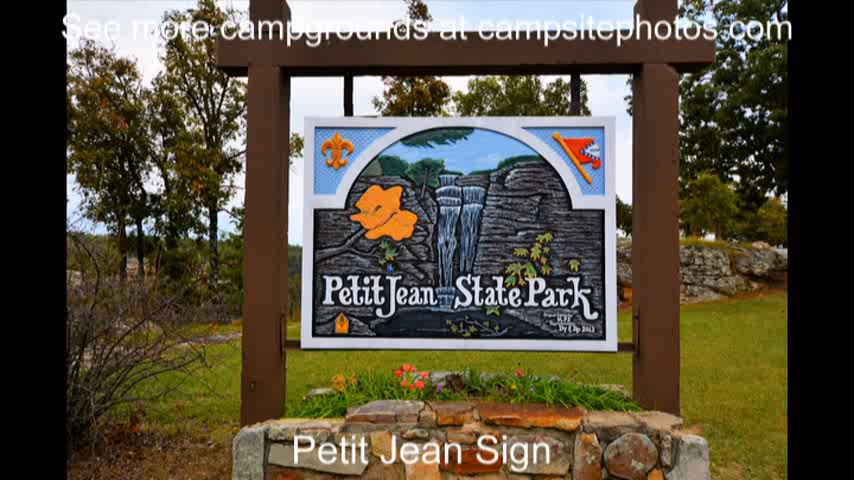 See more campgrounds at campsitephotos.com
Petit Jean State Park
Petit Jean Sign